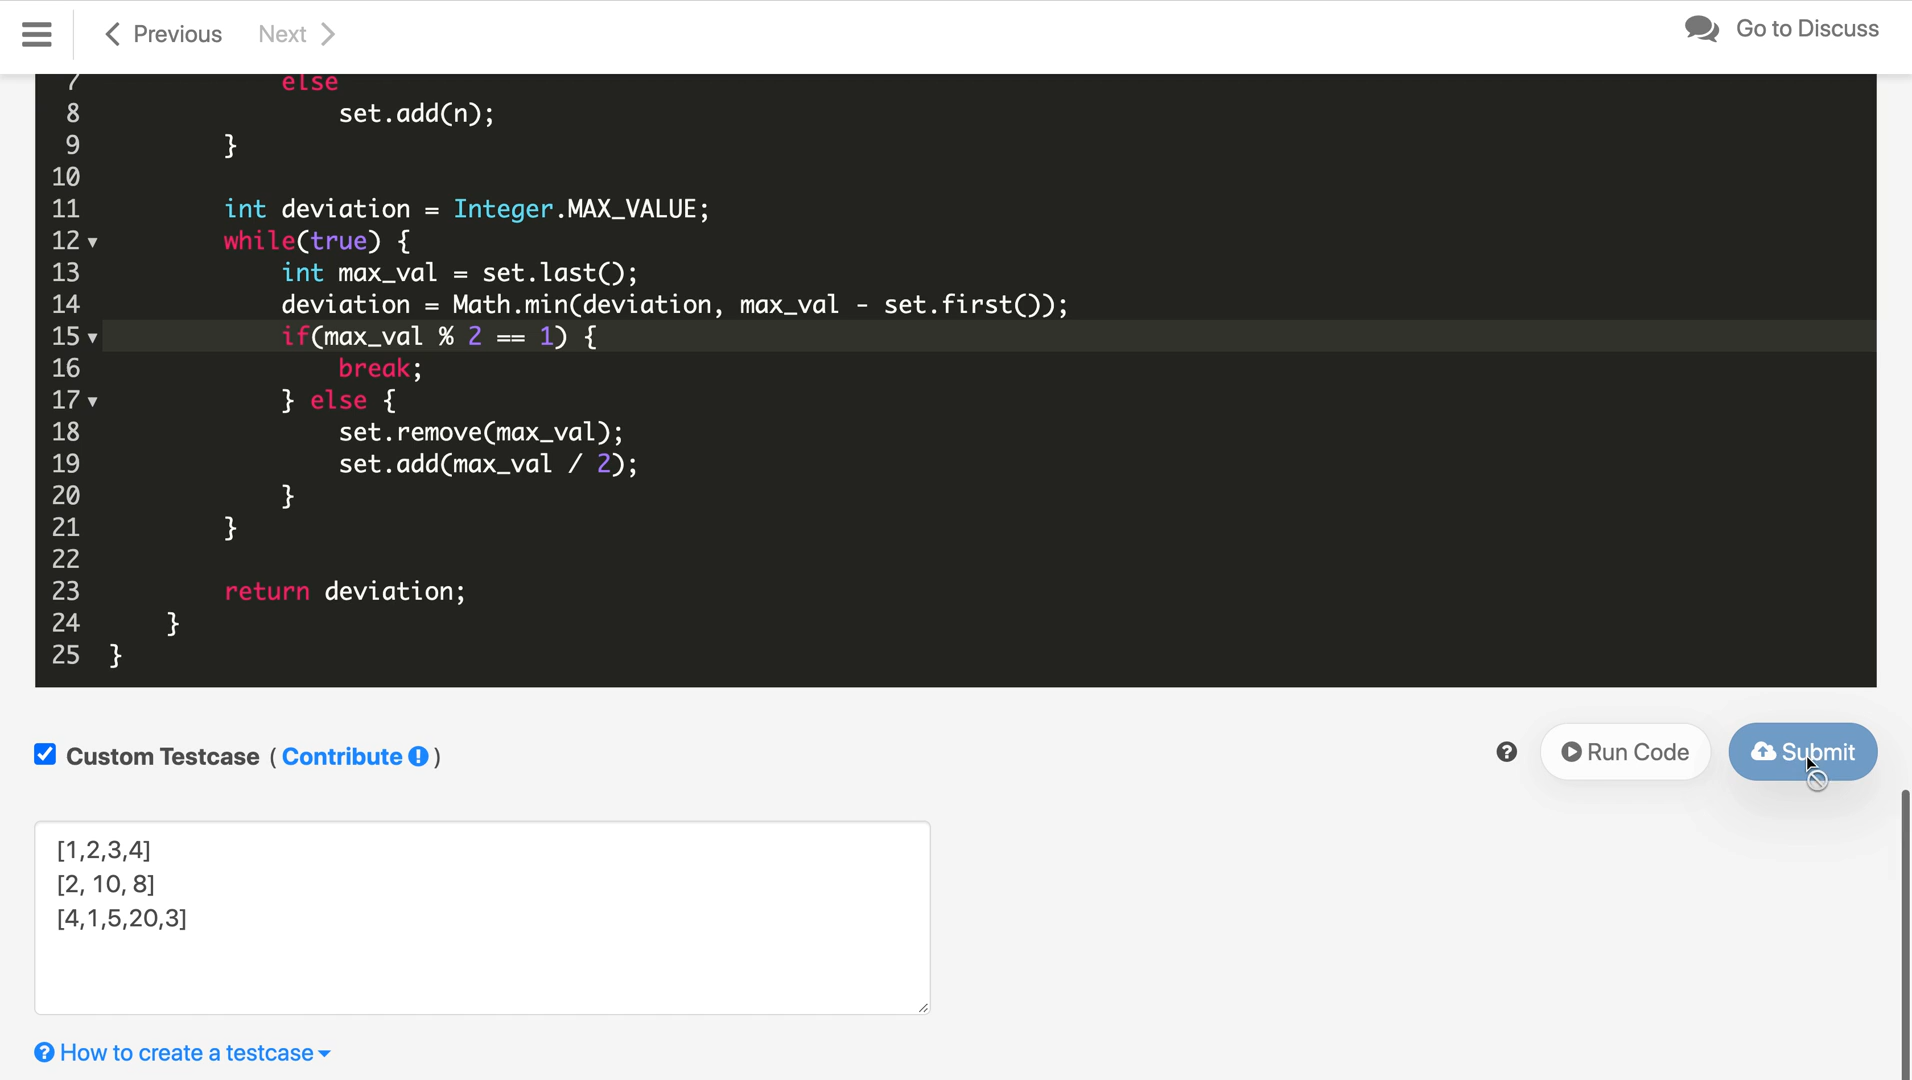 Previous Next Go to Discuss
7 else
8 set.add(n);
9 }
10
11 int deviation = Integer.MAX_VALUE;
12 while(true) {
13 int max_val = set.last();
14 deviation = Math.min(deviation, max_val - set.first());
15 if(max_val % 2 == 1) {
16 break;
17 } else {
18 set.remove(max_val);
19 set.add(max_val / 2);
20 }
21 }
22
23 return deviation;
24 }
25 }
Custom Testcase ( Contribute ) Run Code Submit
[1,2,3,4]
[2, 10, 8]
[4,1,5,20,3]
How to create a testcase